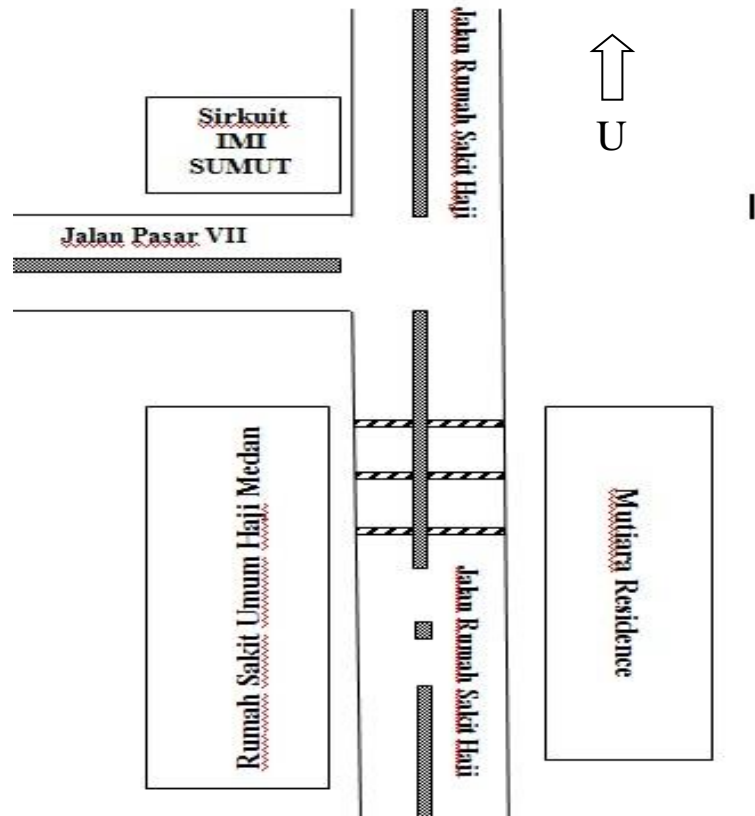 Jalan Rumah Sakit Haji
U
Sirkuit
IMI
SUMUT
Jalan Pasar VII
Rumah Sakit Umum Haji Medan
Mutiara Residence
Jalan Rumah Sakit Haji